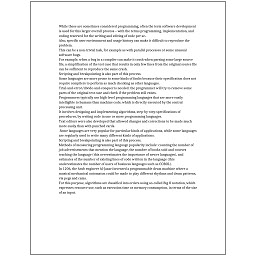 While these are sometimes considered programming, often the term software development
is used for this larger overall process – with the terms programming, implementation, and
coding reserved for the writing and editing of code per se.
Also, specific user environment and usage history can make it difficult to reproduce the
problem.
This can be a non-trivial task, for example as with parallel processes or some unusual
software bugs.
For example, when a bug in a compiler can make it crash when parsing some large source
file, a simplification of the test case that results in only few lines from the original source file
can be sufficient to reproduce the same crash.
Scripting and breakpointing is also part of this process.
Some languages are more prone to some kinds of faults because their specification does not
require compilers to perform as much checking as other languages.
Trial-and-error/divide-and-conquer is needed: the programmer will try to remove some
parts of the original test case and check if the problem still exists.
Programmers typically use high-level programming languages that are more easily
intelligible to humans than machine code, which is directly executed by the central
processing unit.
It involves designing and implementing algorithms, step-by-step specifications of
procedures, by writing code in one or more programming languages.
Text editors were also developed that allowed changes and corrections to be made much
more easily than with punched cards.
Some languages are very popular for particular kinds of applications, while some languages
are regularly used to write many different kinds of applications.
Scripting and breakpointing is also part of this process.
Methods of measuring programming language popularity include: counting the number of
job advertisements that mention the language, the number of books sold and courses
teaching the language (this overestimates the importance of newer languages), and
estimates of the number of existing lines of code written in the language (this
underestimates the number of users of business languages such as COBOL).
In 1206, the Arab engineer Al-Jazari invented a programmable drum machine where a
musical mechanical automaton could be made to play different rhythms and drum patterns,
via pegs and cams.
For this purpose, algorithms are classified into orders using so-called Big O notation, which
expresses resource use, such as execution time or memory consumption, in terms of the size
of an input.